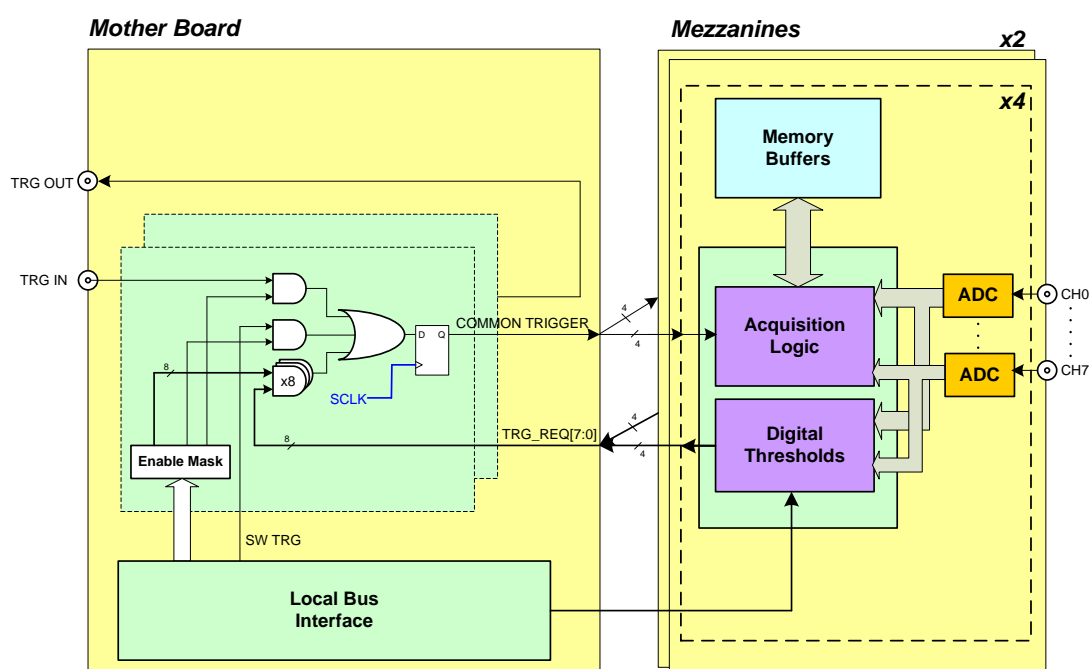 Mother Board
Mezzanines
x2
x4
Memory
Buffers
TRG OUT
TRG IN
COMMON TRIGGER
4
4
D Q
SCLK
8
x8
Acquisition
Logic
ADC
CH0
ADC
CH7
TRG_REQ[7:0]
8
4
4
Digital
Thresholds
Enable Mask
SW TRG
Local Bus
Interface